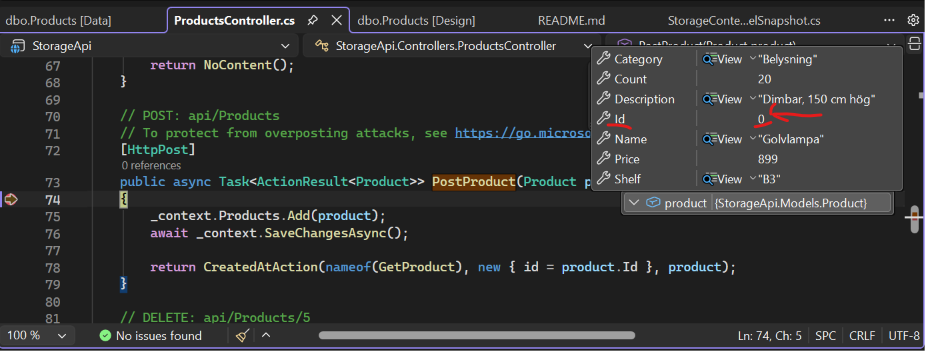 dbo.Products [Data]
ProductsController.cs
dbo.Products [Design]
README.md
StorageConte...elSnapshot.cs
StorageApi
StorageApi.Controllers.ProductsController
PostProduct(Product product)
67 return NoContent();
68 }
69
70 // POST: api/Products
71 // To protect from overposting attacks, see https://go.microso
72 [HttpPost]
0 references
73 public async Task<ActionResult<Product>> PostProduct(Product p
74 {
75 _context.Products.Add(product);
76 await _context.SaveChangesAsync();
77
78 return CreatedAtAction(nameof(GetProduct), new { id = product.Id }, product);
79 }
80
81 // DELETE: api/Products/5
Category View "Belysning"
Count 20
Description View "Dimbar, 150 cm hög"
Id 0
Name View "Golvlampa"
Price 899
Shelf View "B3"
product {StorageApi.Models.Product}
100 %
No issues found
Ln: 74, Ch: 5
SPC
CRLF
UTF-8